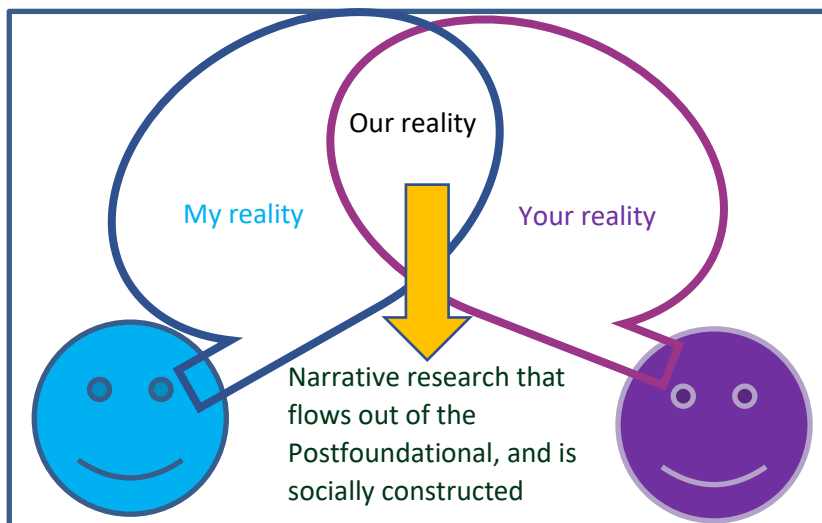 Our reality
My reality
Your reality
Narrative research that
flows out of the
Postfoundational, and is
socially constructed